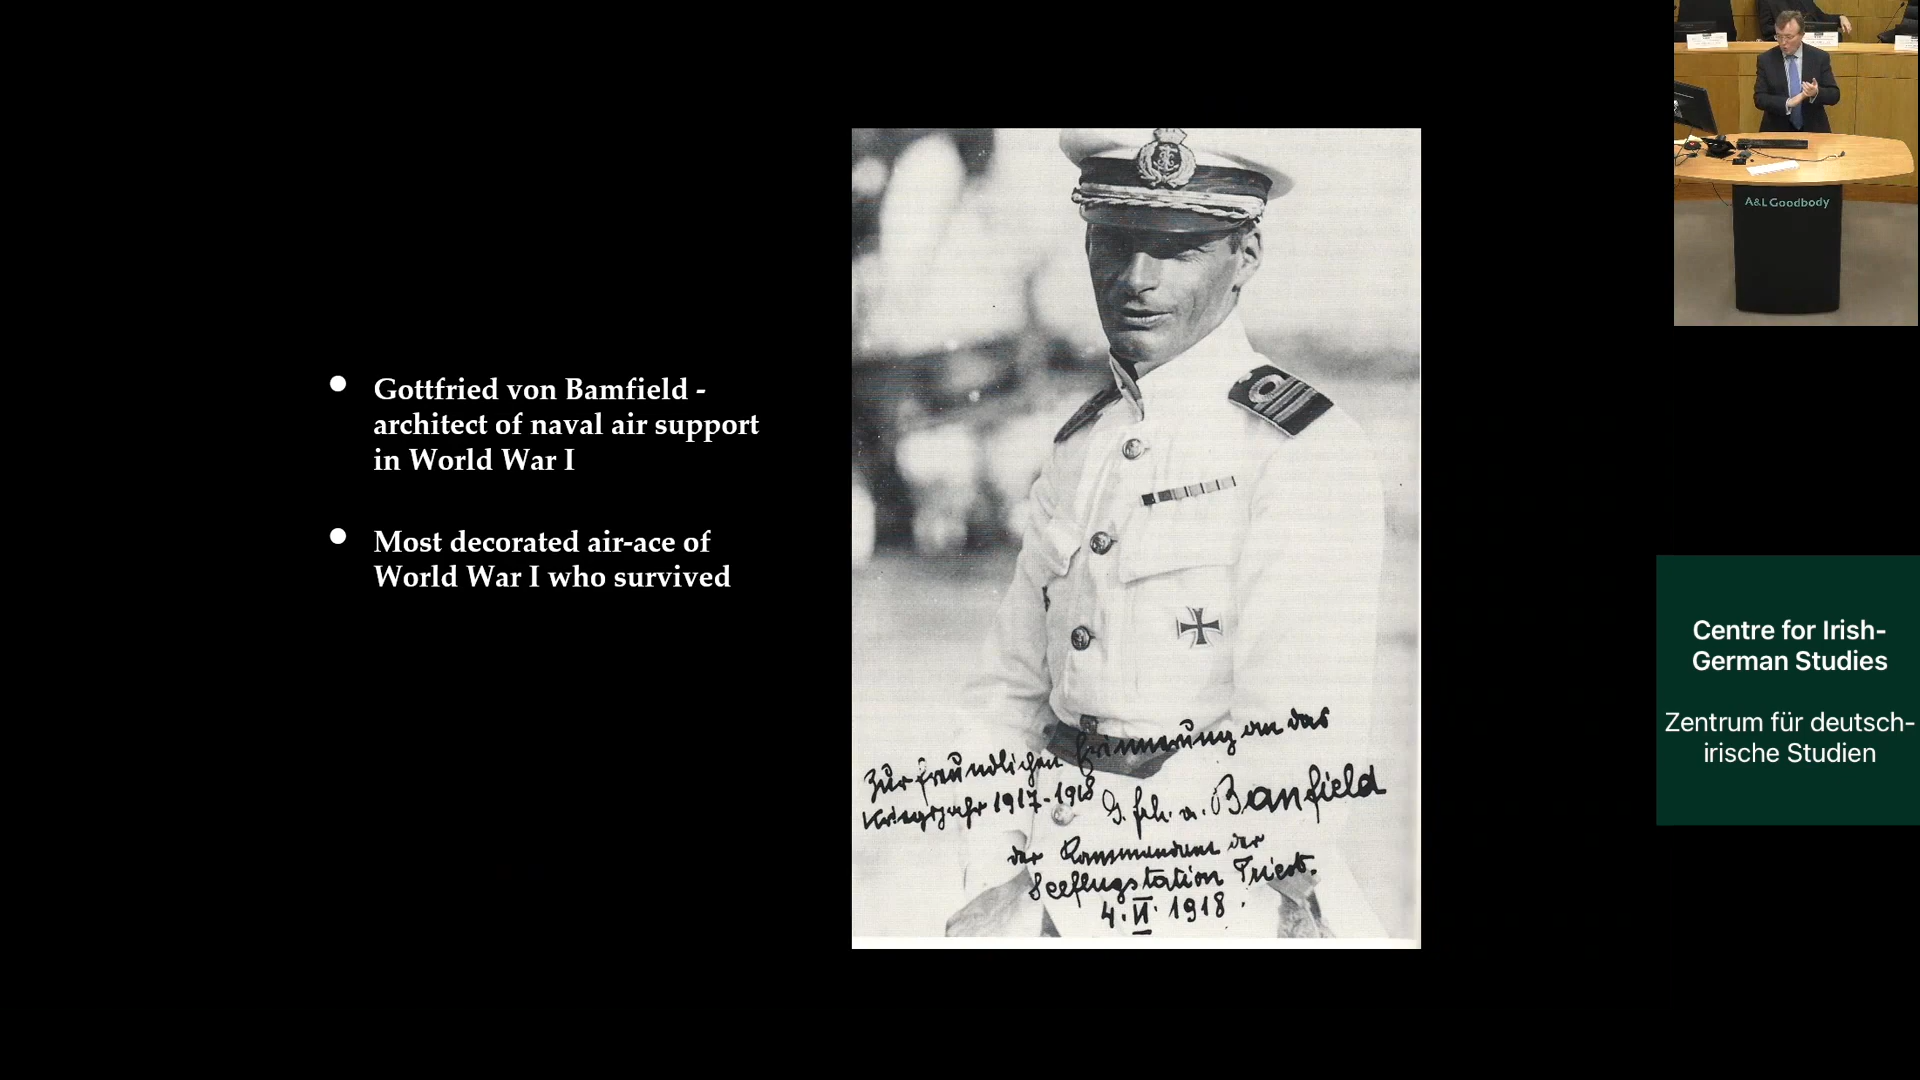 Gottfried von Bamfield -
architect of naval air support
in World War I
Most decorated air-ace of
World War I who survived
Zur freundlichen Erinnerung an das
Kriegsjahr 1917-1918 G. frh. v. Banfield
der Kommandant der
Seeflugstation Triest.
4.II.1918.
A&L Goodbody
Centre for Irish-
German Studies
Zentrum für deutsch-
irische Studien